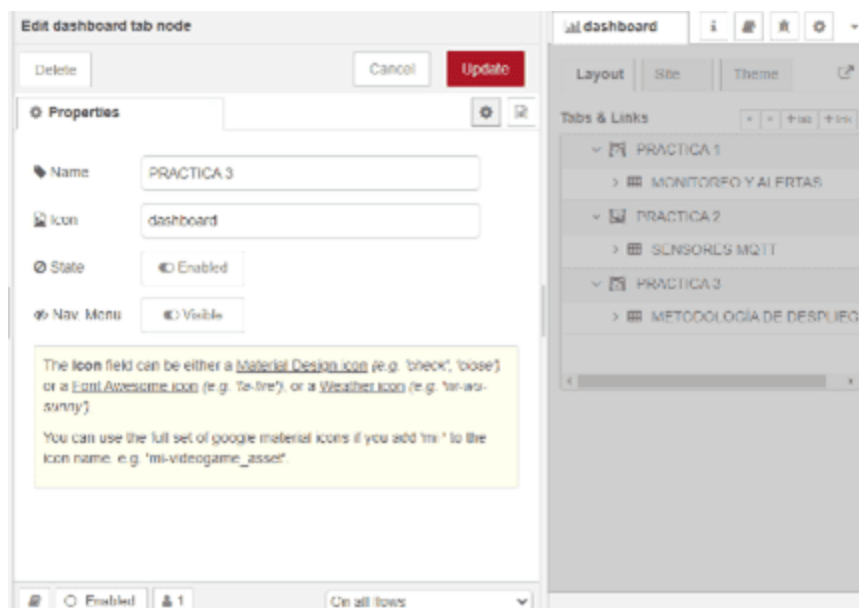 Edit dashboard tab node
Delete
Cancel
Update
Properties
Name
PRACTICA 3
Icon
dashboard
State
Enabled
Nav. Menu
Visible
The Icon field can be either a Material Design icon (e.g. 'check', 'close')
or a Font Awesome icon (e.g. 'fa-fire'), or a Weather icon (e.g. 'wi-wu-
sunny').
You can use the full set of google material icons if you add 'mi-' to the
icon name. e.g. 'mi-videogame_asset'.
Enabled
1
On all flows
dashboard
i
Layout
Site
Theme
Tabs & Links
+ tab
+ link
PRACTICA 1
MONITOREO Y ALERTAS
PRACTICA 2
SENSORES MQTT
PRACTICA 3
METODOLOGÍA DE DESPLIEG